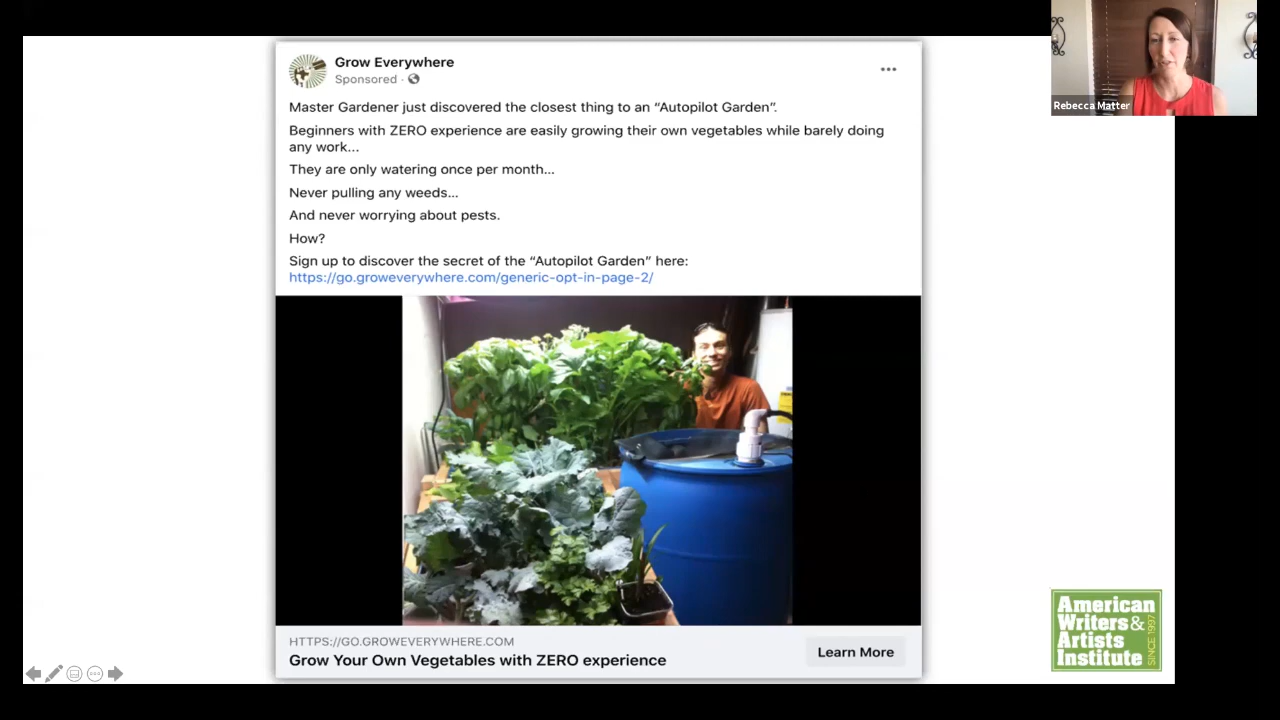 Grow Everywhere
Sponsored ·
Master Gardener just discovered the closest thing to an “Autopilot Garden”.
Beginners with ZERO experience are easily growing their own vegetables while barely doing
any work...
They are only watering once per month...
Never pulling any weeds...
And never worrying about pests.
How?
Sign up to discover the secret of the “Autopilot Garden” here:
https://go.groweverywhere.com/generic-opt-in-page-2/
HTTPS://GO.GROWEVERYWHERE.COM
Grow Your Own Vegetables with ZERO experience
Learn More
Rebecca Matter
American
Writers&
Artists
Institute
SINCE 1997